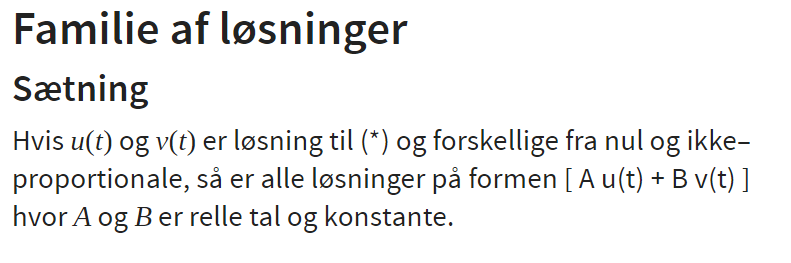 Familie af løsninger
Sætning
Hvis u(t) og v(t) er løsning til (*) og forskellige fra nul og ikke–
proportionale, så er alle løsninger på formen [ A u(t) + B v(t) ]
hvor A og B er relle tal og konstante.